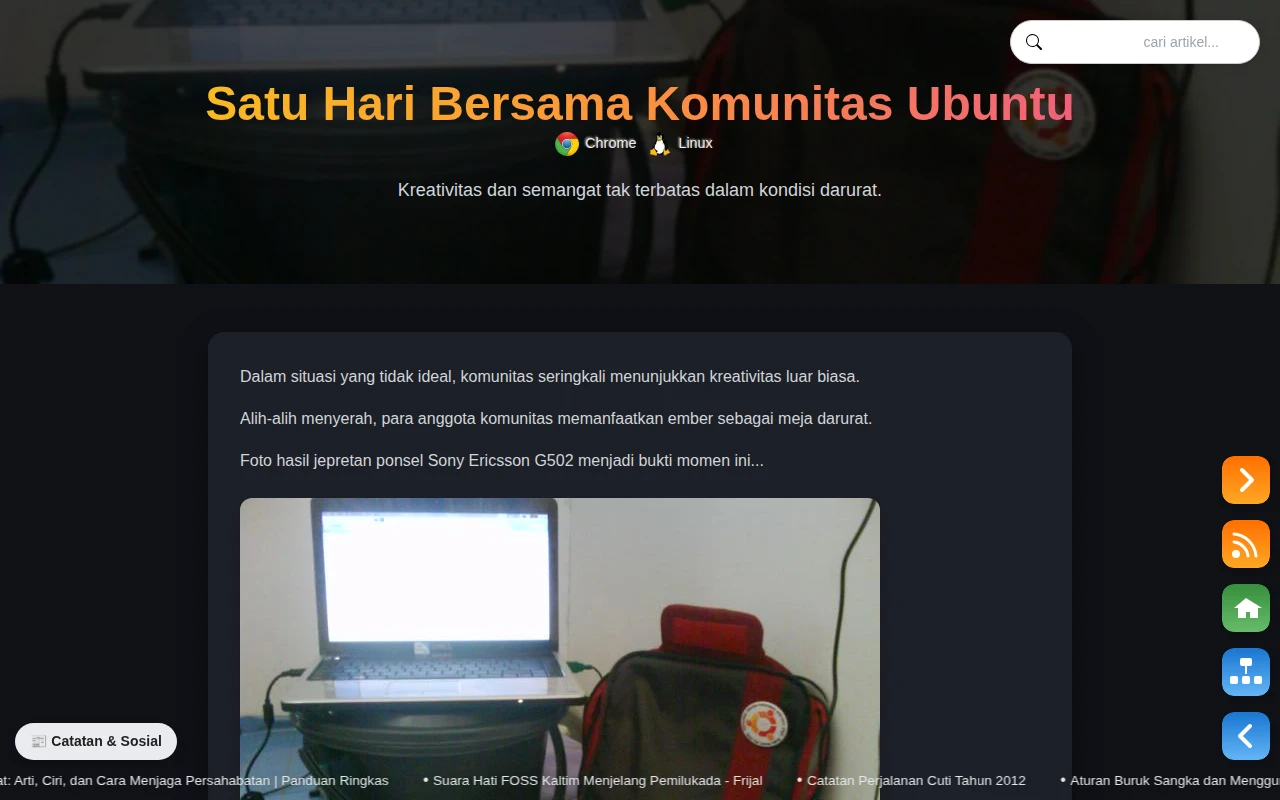 cari artikel...
Satu Hari Bersama Komunitas Ubuntu
Chrome Linux
Kreativitas dan semangat tak terbatas dalam kondisi darurat.
Dalam situasi yang tidak ideal, komunitas seringkali menunjukkan kreativitas luar biasa.
Alih-alih menyerah, para anggota komunitas memanfaatkan ember sebagai meja darurat.
Foto hasil jepretan ponsel Sony Ericsson G502 menjadi bukti momen ini...
📰 Catatan & Sosial
at: Arti, Ciri, dan Cara Menjaga Persahabatan | Panduan Ringkas • Suara Hati FOSS Kaltim Menjelang Pemilukada - Frijal • Catatan Perjalanan Cuti Tahun 2012 • Aturan Buruk Sangka dan